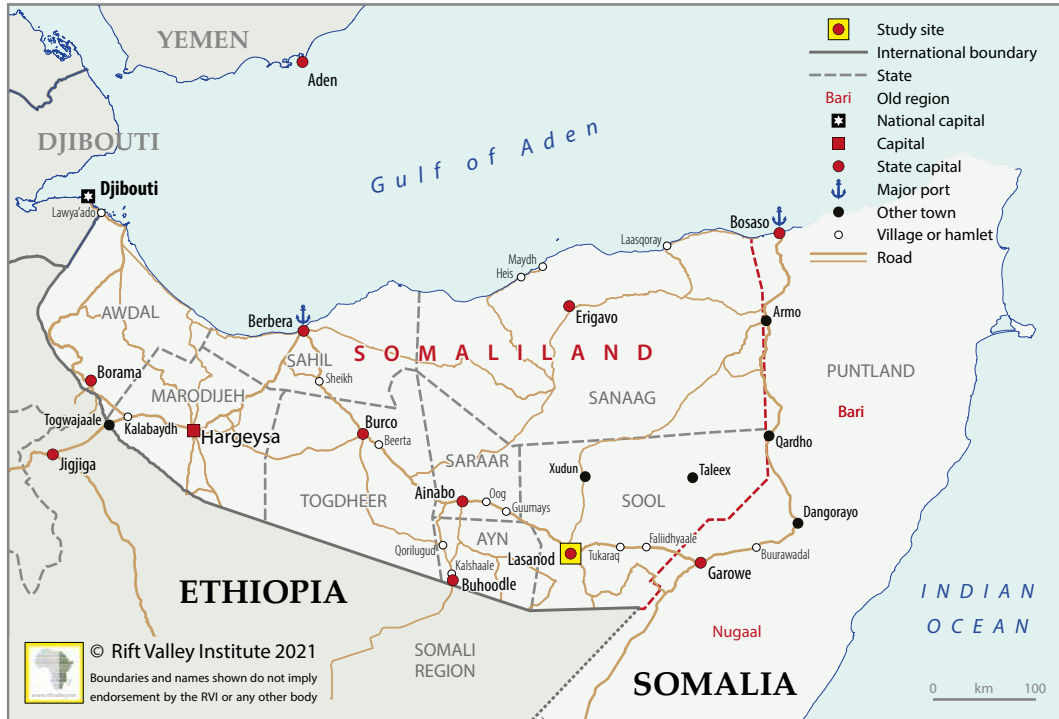 YEMEN
Aden
Study site
International boundary
State
Bari
Old region
National capital
Capital
State capital
Major port
Other town
Village or hamlet
Road
DJIBOUTI
Djibouti
Lawya'ado
Gulf of Aden
Bosaso
Laasqoray
Maydh
Heis
Erigavo
Armo
AWDAL
Berbera
SAHIL
Sheikh
SOMALILAND
SANAAG
PUNTLAND
Bari
Borama
MARODIJEH
Togwajaale
Kalabaydh
Hargeysa
Burco
Beerta
Jigjiga
Qardho
SARAAR
Xudun
Taleex
TOGDHEER
Ainabo
Oog
Guumays
SOOL
Dangorayo
AYN
Qorilugud
Lasanod
Tukaraq
Faliidhyaale
Buurawadal
Kalshaale
Buhoodle
Garowe
ETHIOPIA
INDIAN
OCEAN
Nugaal
SOMALI
REGION
SOMALIA
© Rift Valley Institute 2021
Boundaries and names shown do not imply
endorsement by the RVI or any other body
www.riftvalley.net
0 km 100